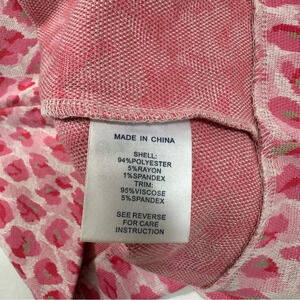 MADE IN CHINA
SHELL:
94%POLYESTER
5%RAYON
1%SPANDEX
TRIM:
95%VISCOSE
5%SPANDEX
SEE REVERSE
FOR CARE
INSTRUCTION